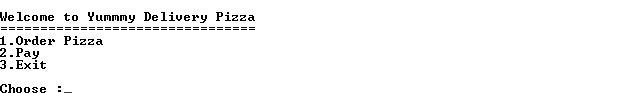 Welcome to Yummmy Delivery Pizza
================================
1.Order Pizza
2.Pay
3.Exit
Choose :_